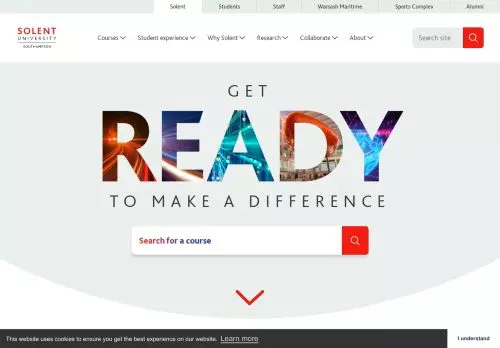 Solent Students Staff Warsash Maritime Sports Complex Alumni
SOLENT
UNIVERSITY
SOUTHAMPTON
Courses Student experience Why Solent Research Collaborate About
Search site
GET
READY
TO MAKE A DIFFERENCE
Search for a course
This website uses cookies to ensure you get the best experience on our website. Learn more
I understand